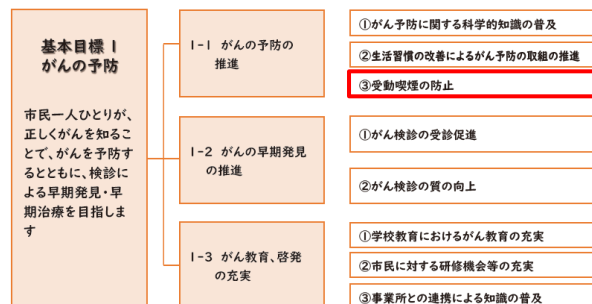 基本目標Ⅰ
がんの予防
市民一人ひとりが、
正しくがんを知るこ
とで、がんを予防す
るとともに、検診に
よる早期発見・早
期治療を目指しま
す
Ⅰ-Ⅰ がんの予防の
推進
①がん予防に関する科学的知識の普及
②生活習慣の改善によるがん予防の取組の推進
③受動喫煙の防止
Ⅰ-2 がんの早期発見
の推進
①がん検診の受診促進
②がん検診の質の向上
Ⅰ-3 がん教育、啓発
の充実
①学校教育におけるがん教育の充実
②市民に対する研修機会等の充実
③事業所との連携による知識の普及